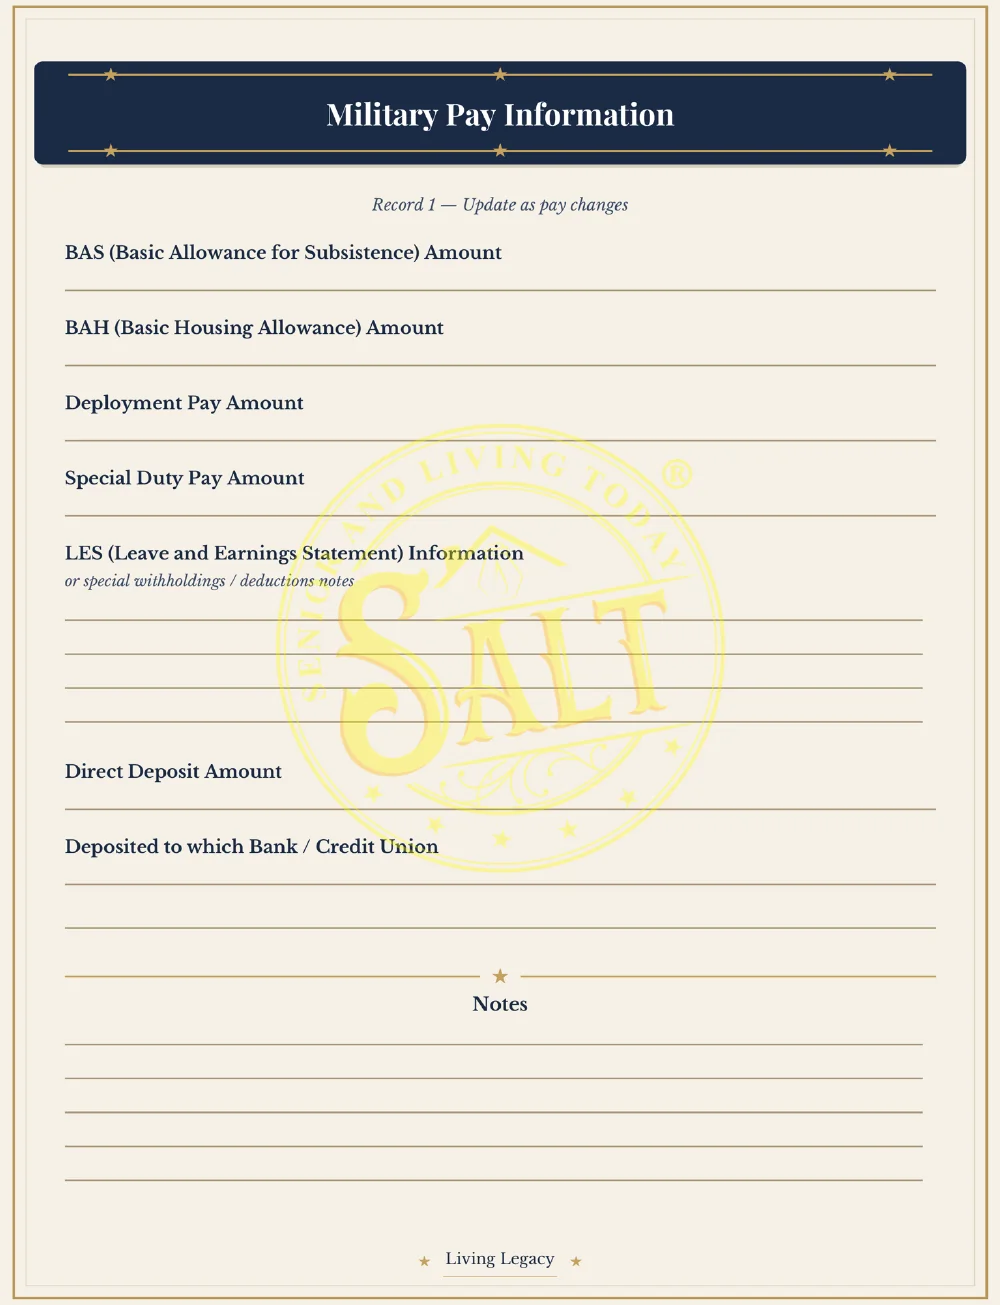 Military Pay Information
Record 1 — Update as pay changes
BAS (Basic Allowance for Subsistence) Amount
BAH (Basic Housing Allowance) Amount
Deployment Pay Amount
Special Duty Pay Amount
LES (Leave and Earnings Statement) Information
or special withholdings / deductions notes
SENIOR AND LIVING TODAY ®
SALT
Direct Deposit Amount
Deposited to which Bank / Credit Union
Notes
Living Legacy